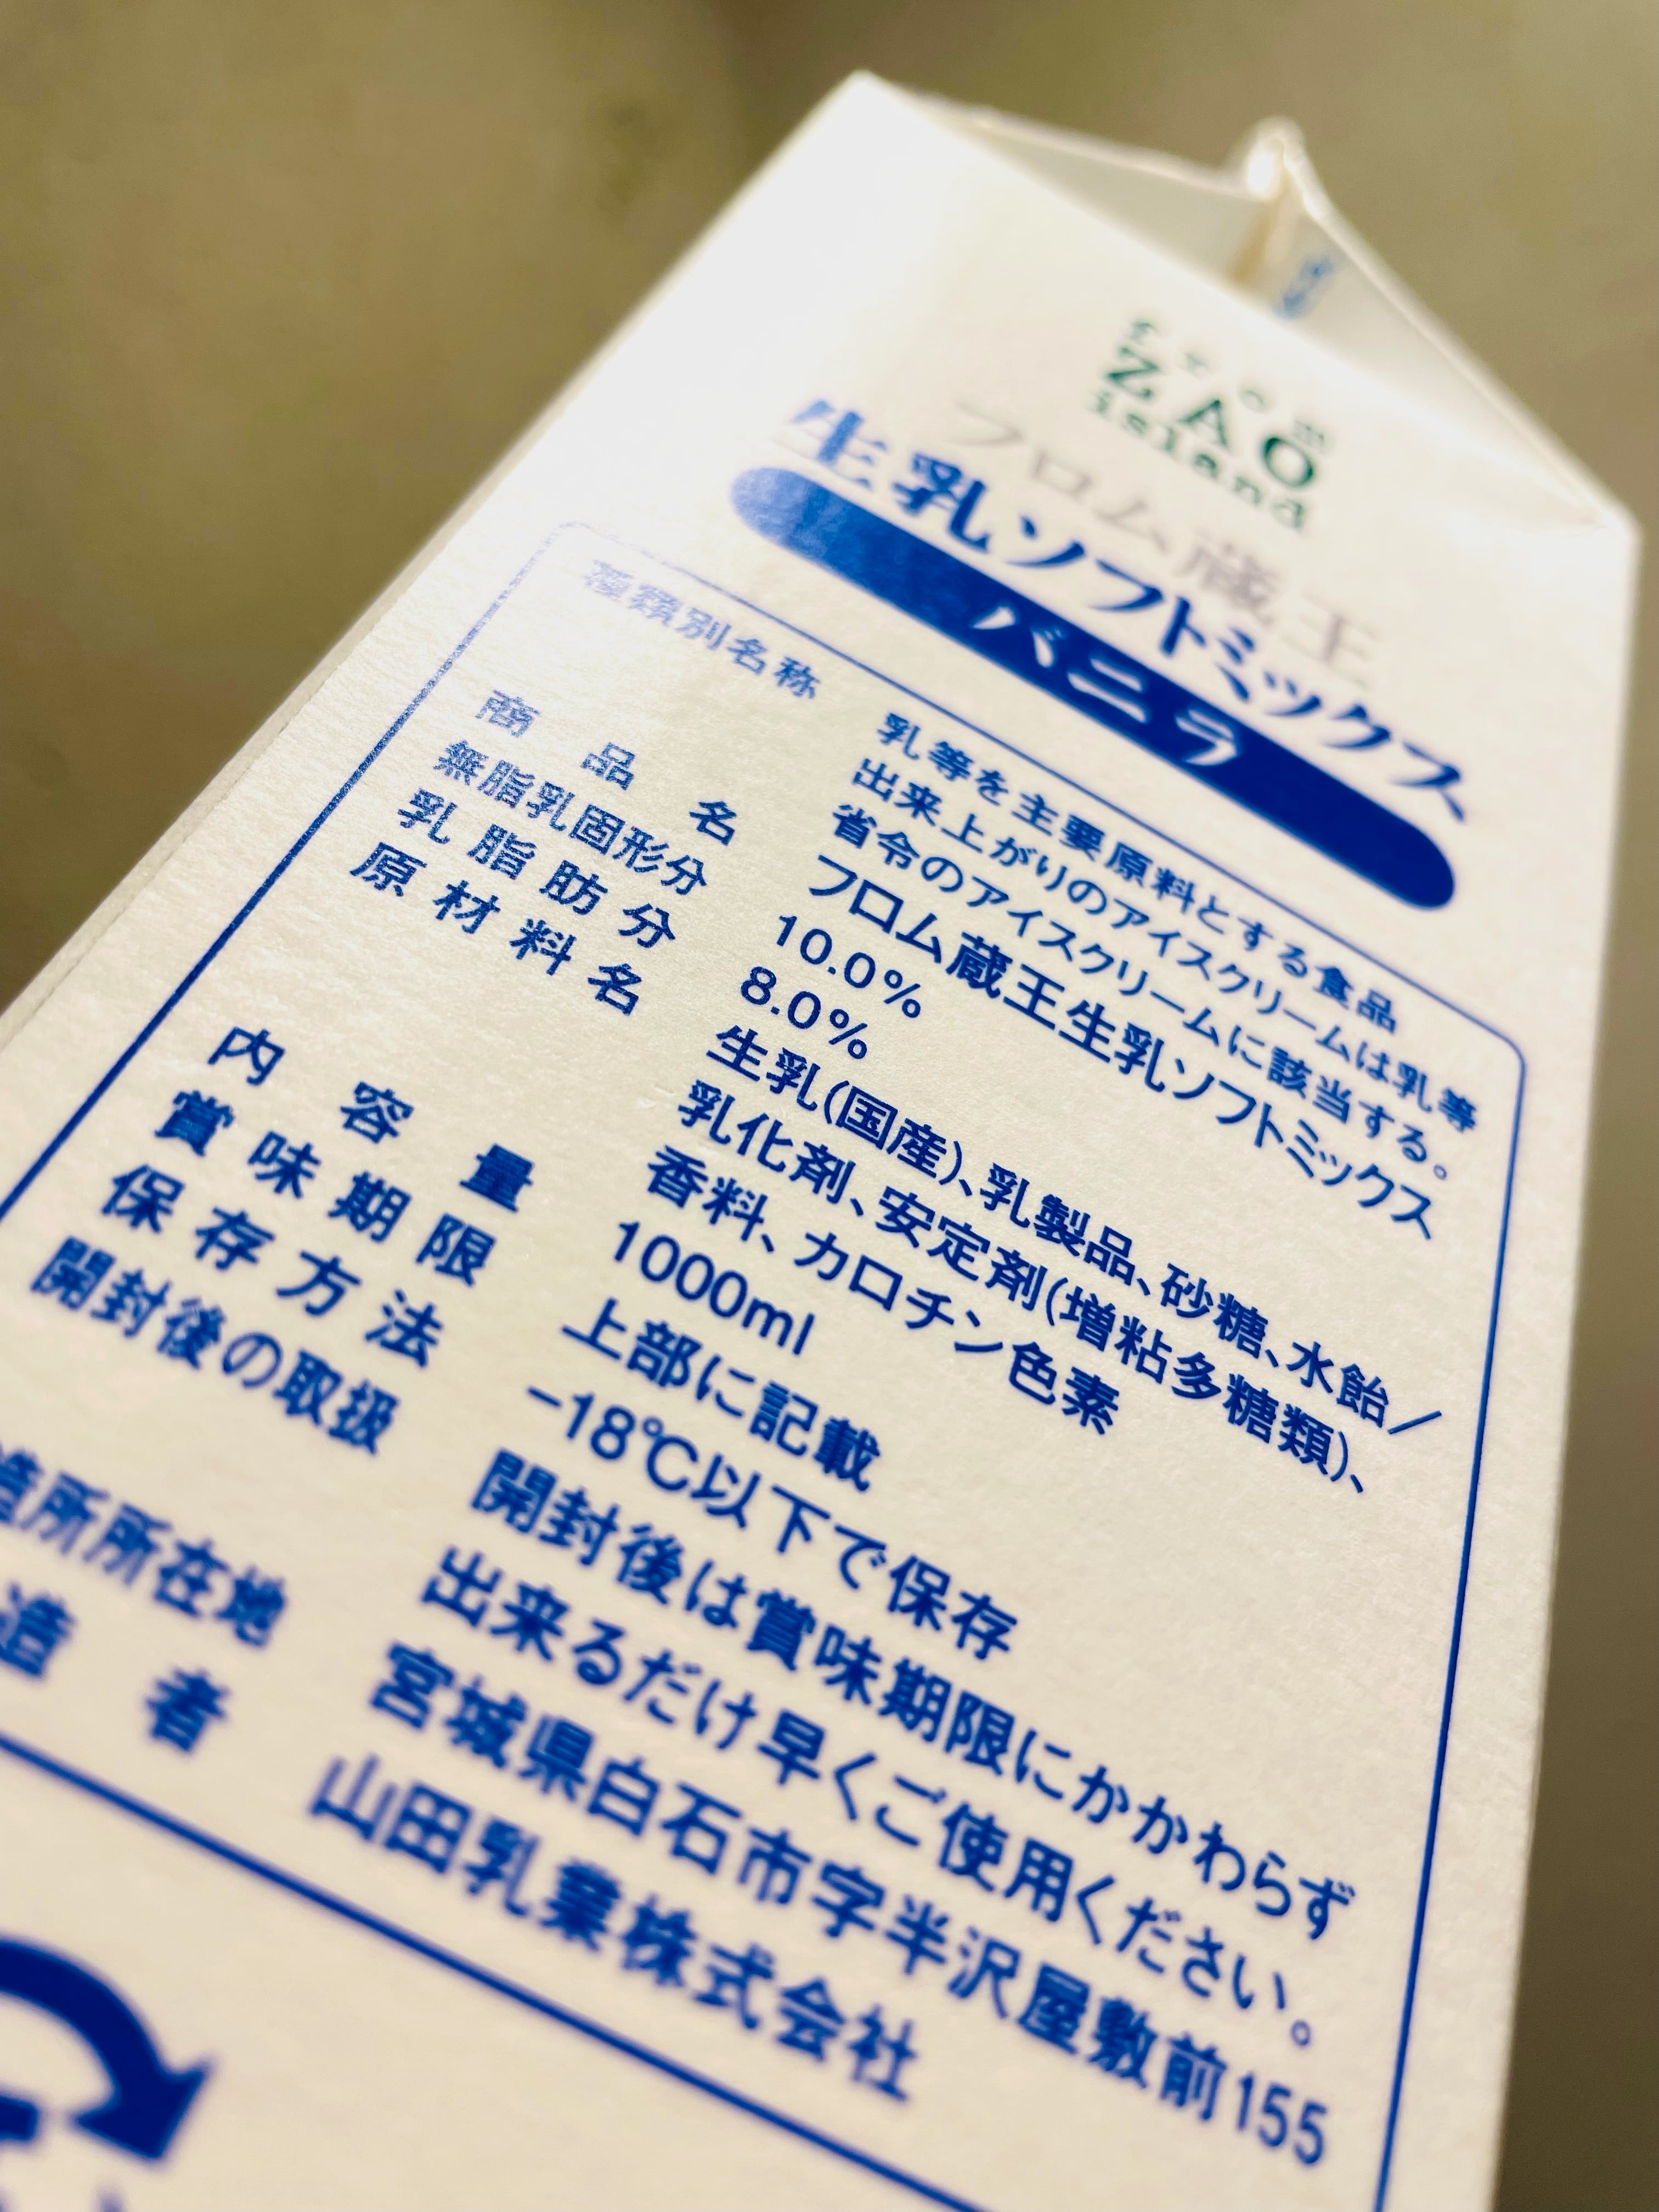 from
ZAO
island
フロム蔵王
生乳ソフトミックス
バニラ
種類別名称 乳等を主要原料とする食品
出来上がりのアイスクリームは乳等
省令のアイスクリームに該当する。
商品名 フロム蔵王生乳ソフトミックス
無脂乳固形分 10.0%
乳脂肪分 8.0%
原材料名 生乳(国産)、乳製品、砂糖、水飴/
乳化剤、安定剤(増粘多糖類)、
香料、カロチン色素
内容量 1000ml
賞味期限 上部に記載
保存方法 -18℃以下で保存
開封後の取扱 開封後は賞味期限にかかわらず
出来るだけ早くご使用ください。
造所所在地 宮城県白石市字半沢屋敷前155
造者 山田乳業株式会社